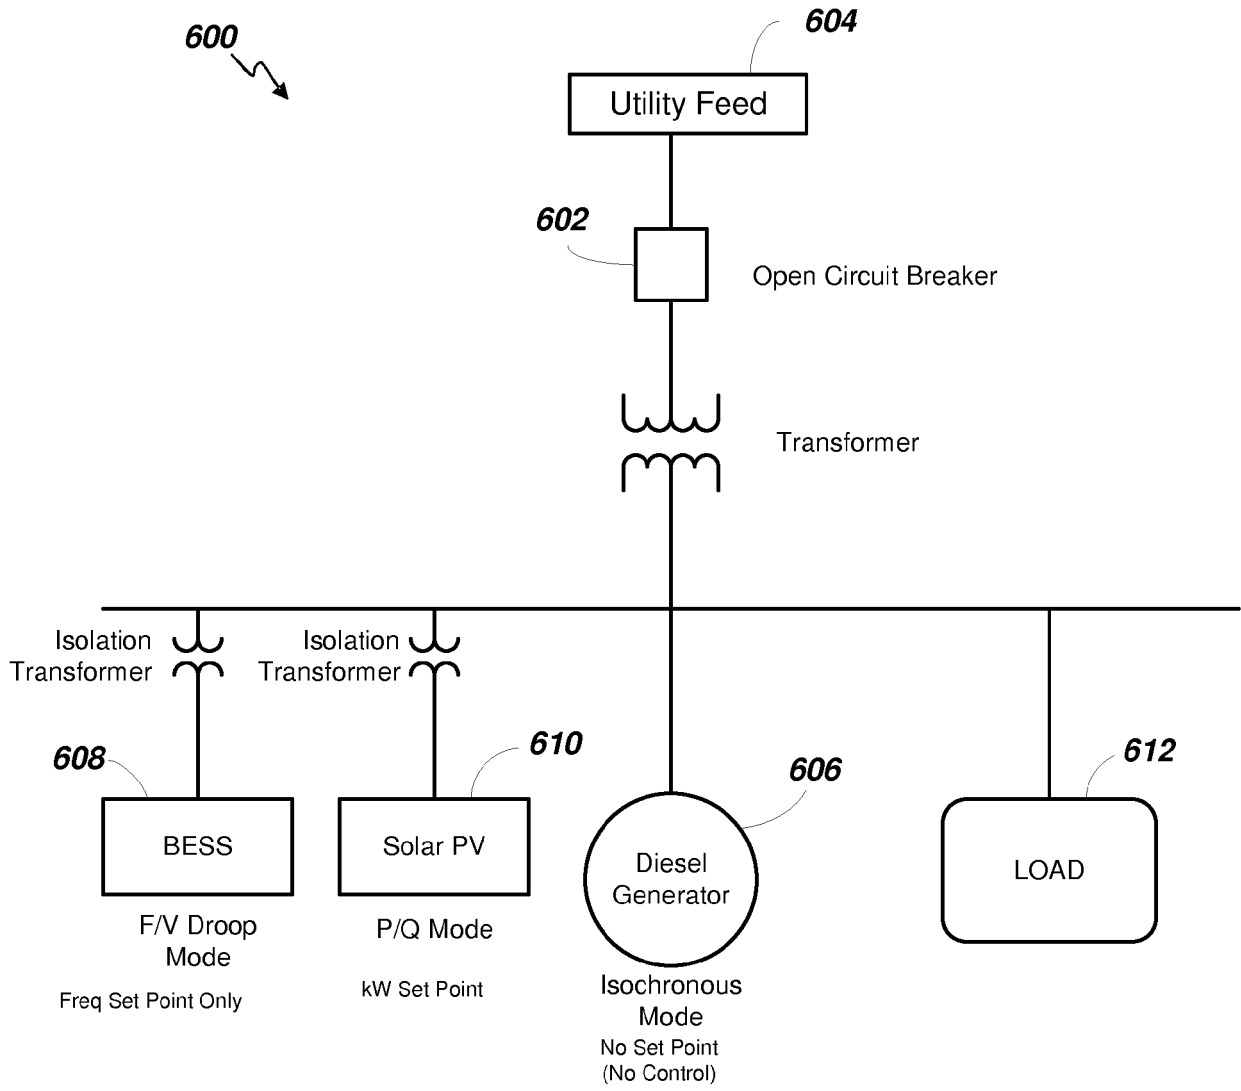 600
604
Utility Feed
602
Open Circuit Breaker
Transformer
Isolation
Transformer
Isolation
Transformer
608
610
606
612
BESS
Solar PV
Diesel
Generator
LOAD
F/V Droop
Mode
Freq Set Point Only
P/Q Mode
kW Set Point
Isochronous
Mode
No Set Point
(No Control)